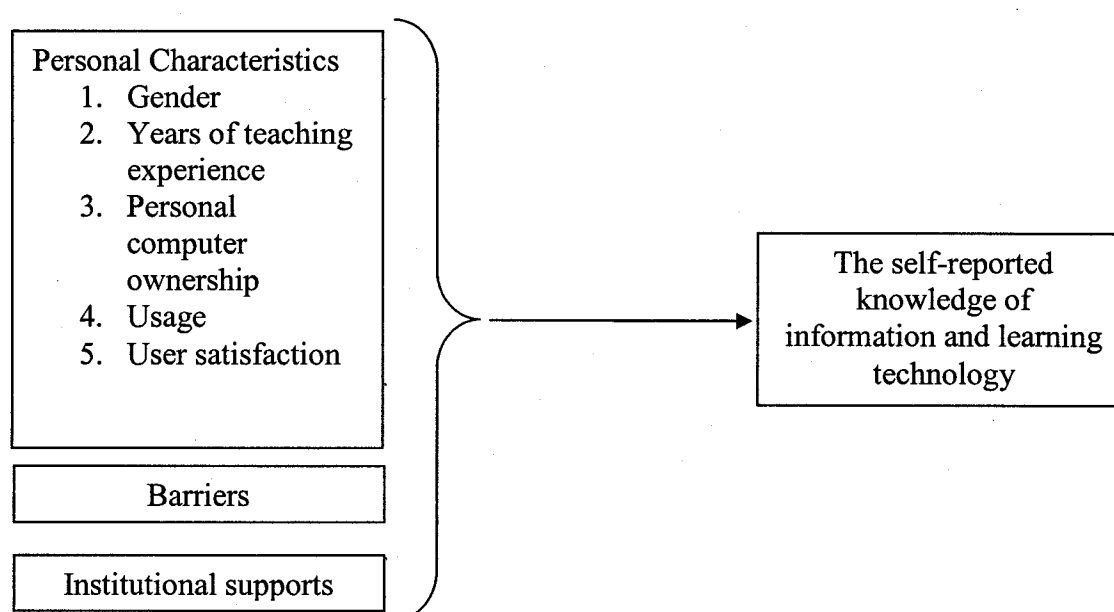 Personal Characteristics
1. Gender
2. Years of teaching
experience
3. Personal
computer
ownership
4. Usage
5. User satisfaction
Barriers
Institutional supports
The self-reported
knowledge of
information and learning
technology